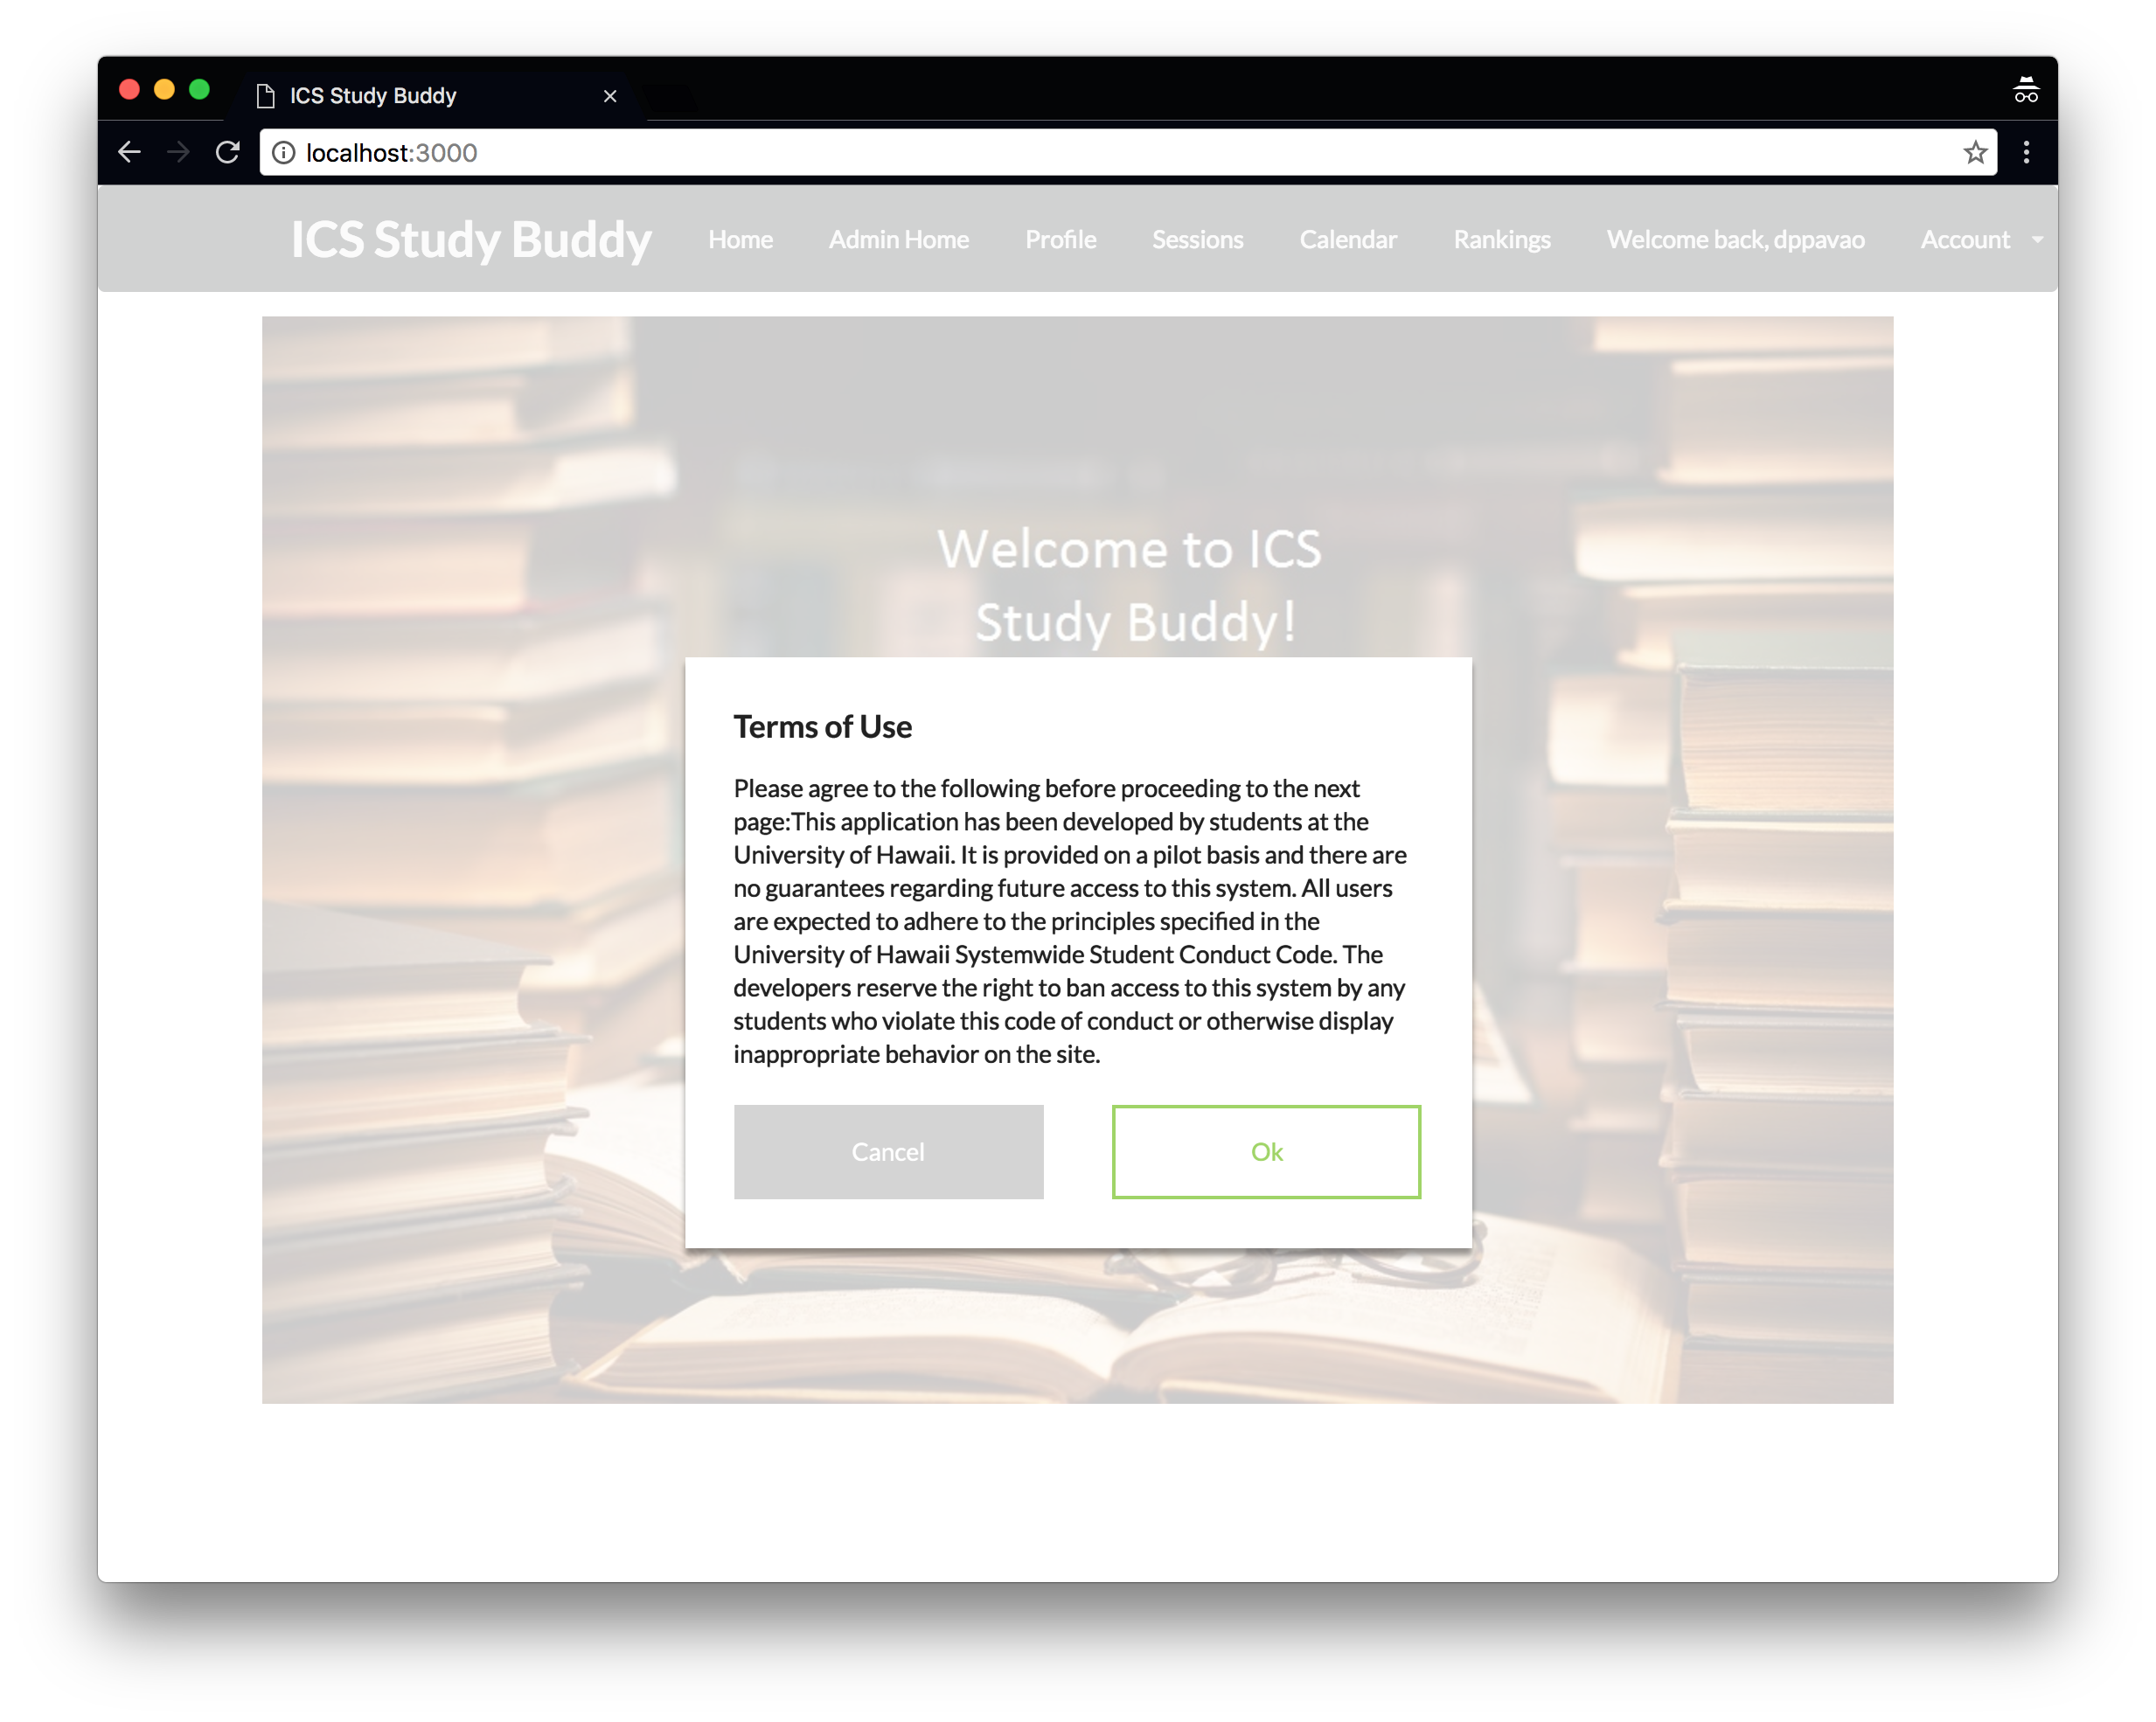 ICS Study Buddy
localhost:3000
ICS Study Buddy Home Admin Home Profile Sessions Calendar Rankings Welcome back, dppavao Account
Welcome to ICS
Study Buddy!
Terms of Use
Please agree to the following before proceeding to the next
page:This application has been developed by students at the
University of Hawaii. It is provided on a pilot basis and there are
no guarantees regarding future access to this system. All users
are expected to adhere to the principles specified in the
University of Hawaii Systemwide Student Conduct Code. The
developers reserve the right to ban access to this system by any
students who violate this code of conduct or otherwise display
inappropriate behavior on the site.
Cancel Ok